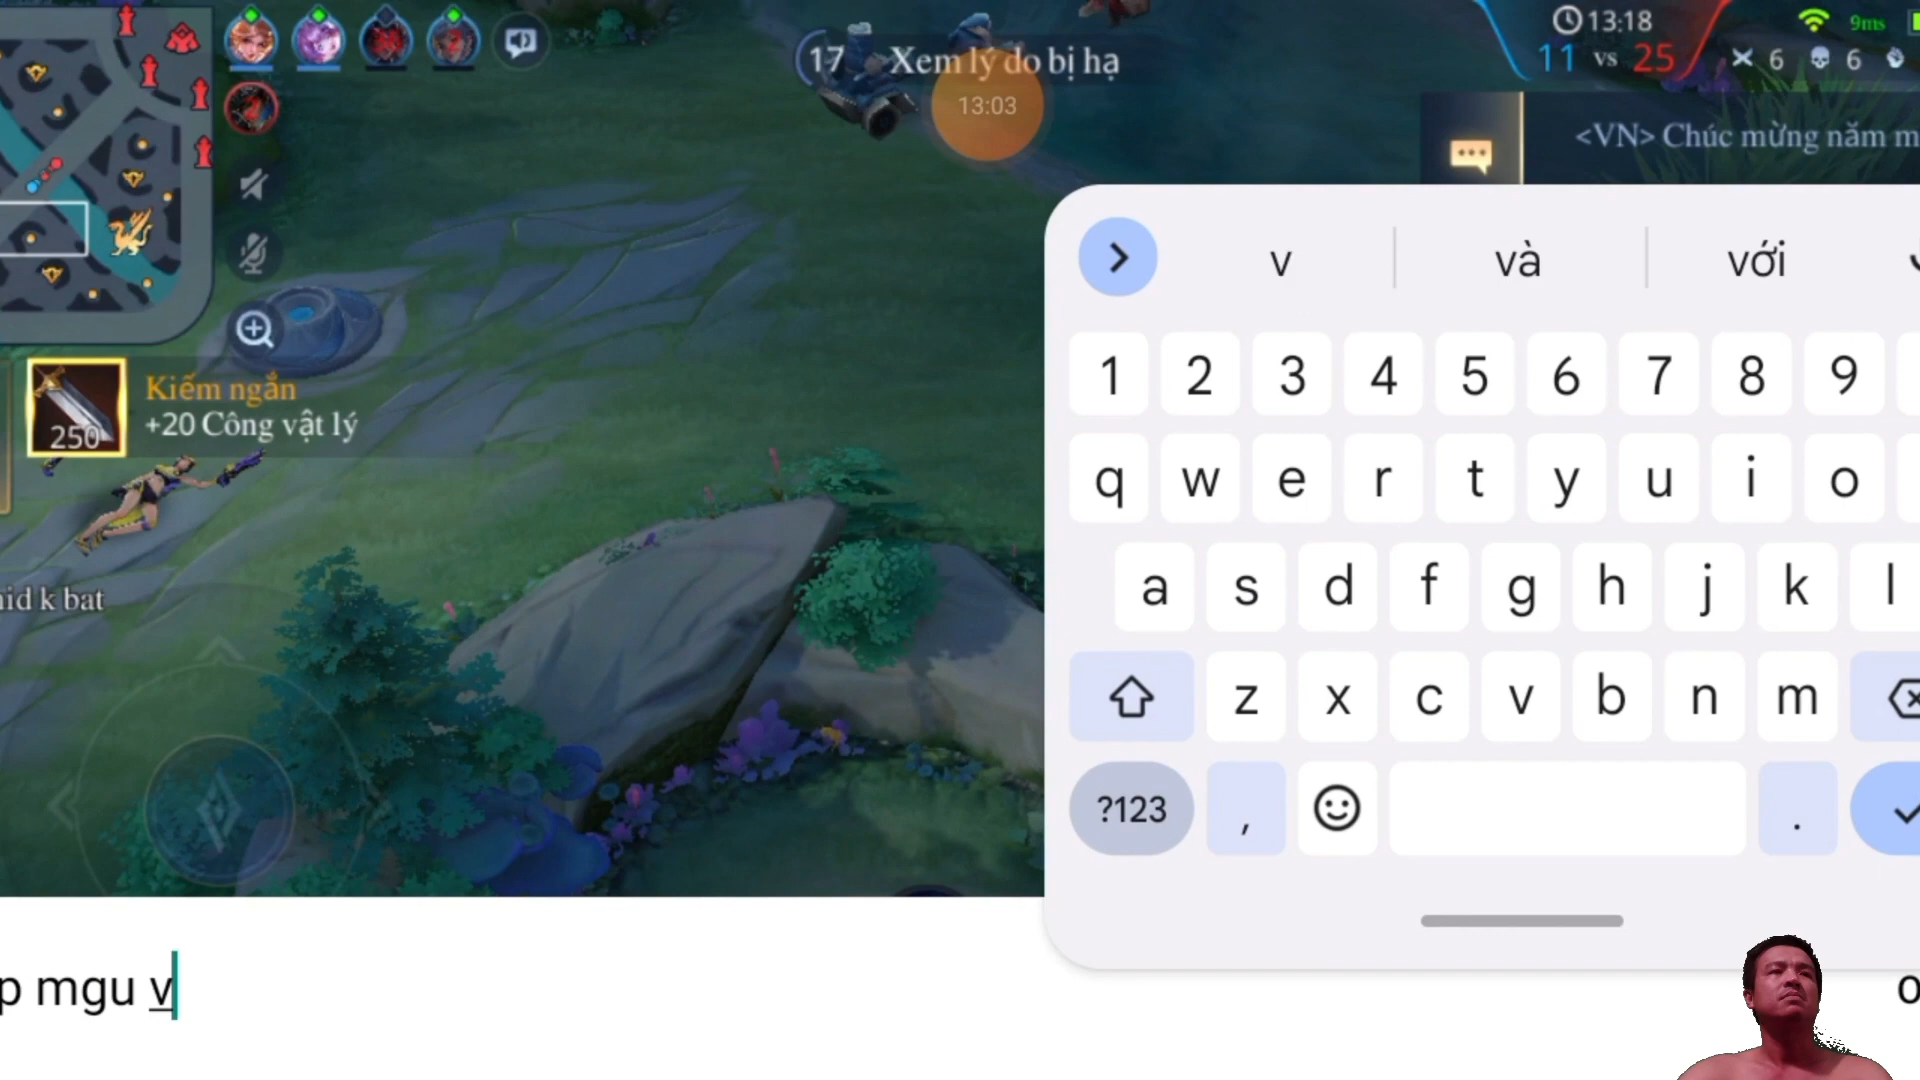 17 Xem lý do bị hạ
13:03
13:18
9ms
11 vs 25
6
6
<VN> Chúc mừng năm m
Kiếm ngắn
+20 Công vật lý
250
id k bat
v và với
1 2 3 4 5 6 7 8 9
q w e r t y u i o
a s d f g h j k l
z x c v b n m
?123 , .
p mgu v